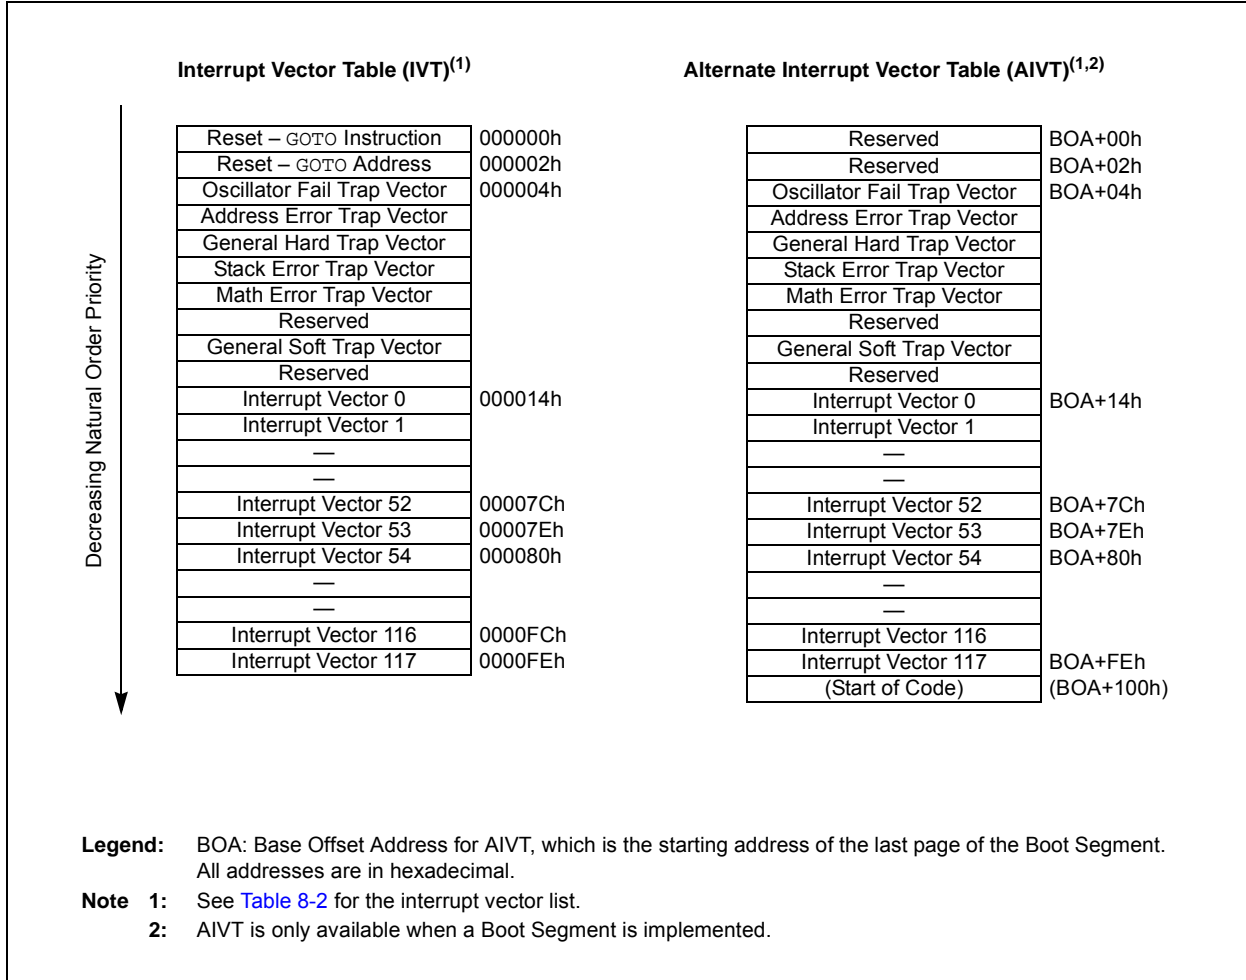 Interrupt Vector Table (IVT)(1)
Decreasing Natural Order Priority
Reset – GOTO Instruction 000000h
Reset – GOTO Address 000002h
Oscillator Fail Trap Vector 000004h
Address Error Trap Vector
General Hard Trap Vector
Stack Error Trap Vector
Math Error Trap Vector
Reserved
General Soft Trap Vector
Reserved
Interrupt Vector 0 000014h
Interrupt Vector 1
—
—
Interrupt Vector 52 00007Ch
Interrupt Vector 53 00007Eh
Interrupt Vector 54 000080h
—
—
Interrupt Vector 116 0000FCh
Interrupt Vector 117 0000FEh
Alternate Interrupt Vector Table (AIVT)(1,2)
Reserved BOA+00h
Reserved BOA+02h
Oscillator Fail Trap Vector BOA+04h
Address Error Trap Vector
General Hard Trap Vector
Stack Error Trap Vector
Math Error Trap Vector
Reserved
General Soft Trap Vector
Reserved
Interrupt Vector 0 BOA+14h
Interrupt Vector 1
—
—
Interrupt Vector 52 BOA+7Ch
Interrupt Vector 53 BOA+7Eh
Interrupt Vector 54 BOA+80h
—
—
Interrupt Vector 116
Interrupt Vector 117 BOA+FEh
(Start of Code) (BOA+100h)
Legend: BOA: Base Offset Address for AIVT, which is the starting address of the last page of the Boot Segment.
All addresses are in hexadecimal.
Note 1: See Table 8-2 for the interrupt vector list.
2: AIVT is only available when a Boot Segment is implemented.